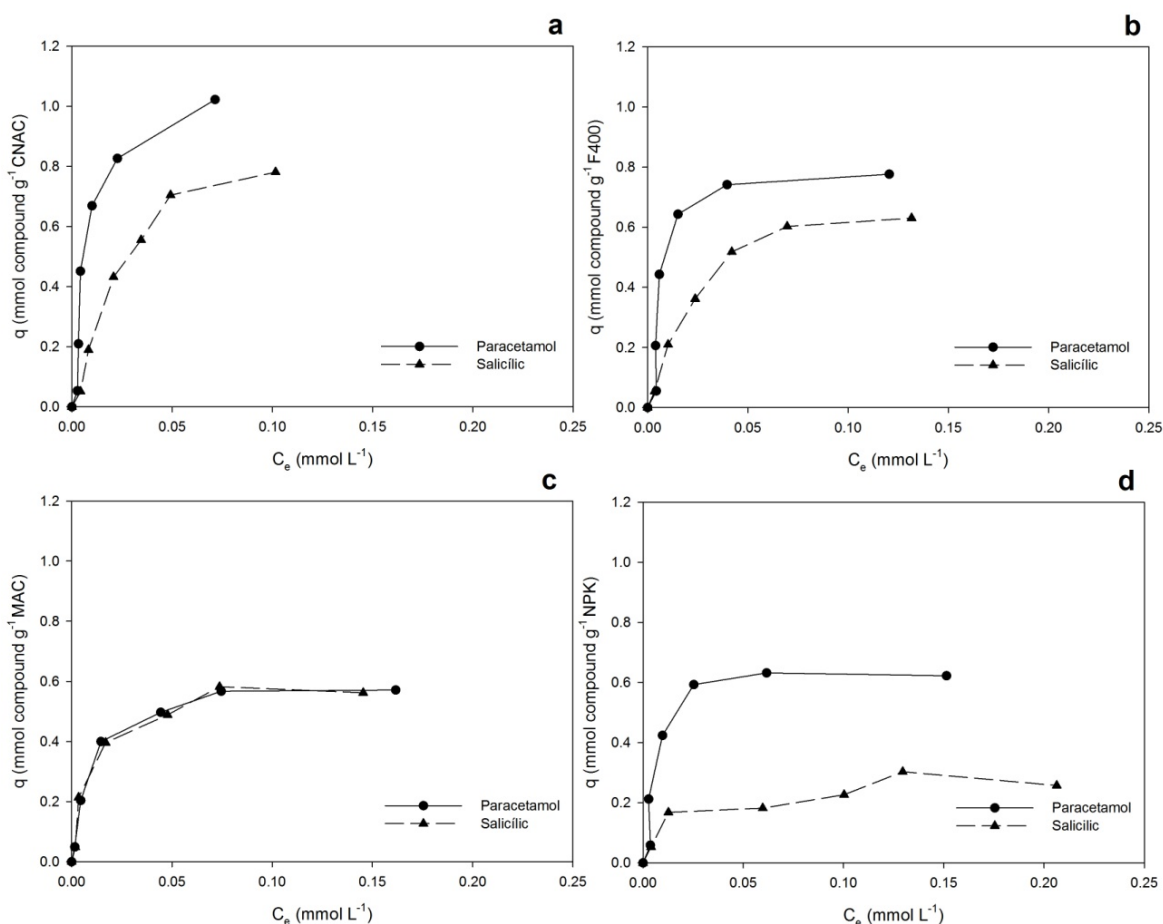 a
1.2
1.0
0.8
0.6
0.4
0.2
0.0
q (mmol compound g⁻¹ CNAC)
Paracetamol
Salicílic
0.00 0.05 0.10 0.15 0.20 0.25
Cₑ (mmol L⁻¹)
b
1.2
1.0
0.8
0.6
0.4
0.2
0.0
q (mmol compound g⁻¹ F400)
Paracetamol
Salicílic
0.00 0.05 0.10 0.15 0.20 0.25
Cₑ (mmol L⁻¹)
c
1.2
1.0
0.8
0.6
0.4
0.2
0.0
q (mmol compound g⁻¹ MAC)
Paracetamol
Salicílic
0.00 0.05 0.10 0.15 0.20 0.25
Cₑ (mmol L⁻¹)
d
1.2
1.0
0.8
0.6
0.4
0.2
0.0
q (mmol compound g⁻¹ NPK)
Paracetamol
Salicilic
0.00 0.05 0.10 0.15 0.20 0.25
Cₑ (mmol L⁻¹)